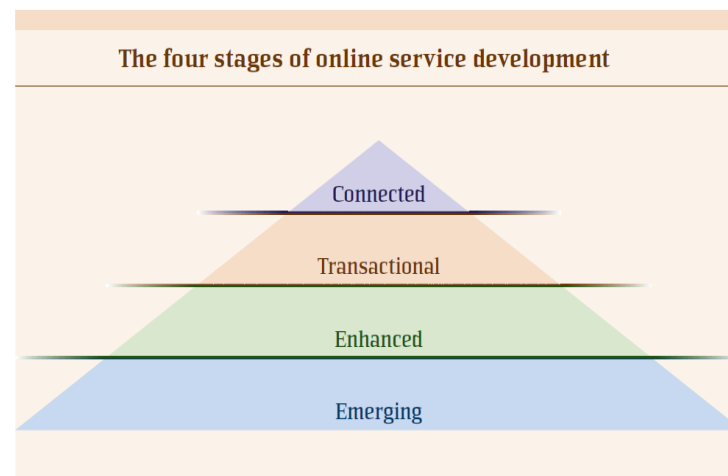 The four stages of online service development
Connected
Transactional
Enhanced
Emerging